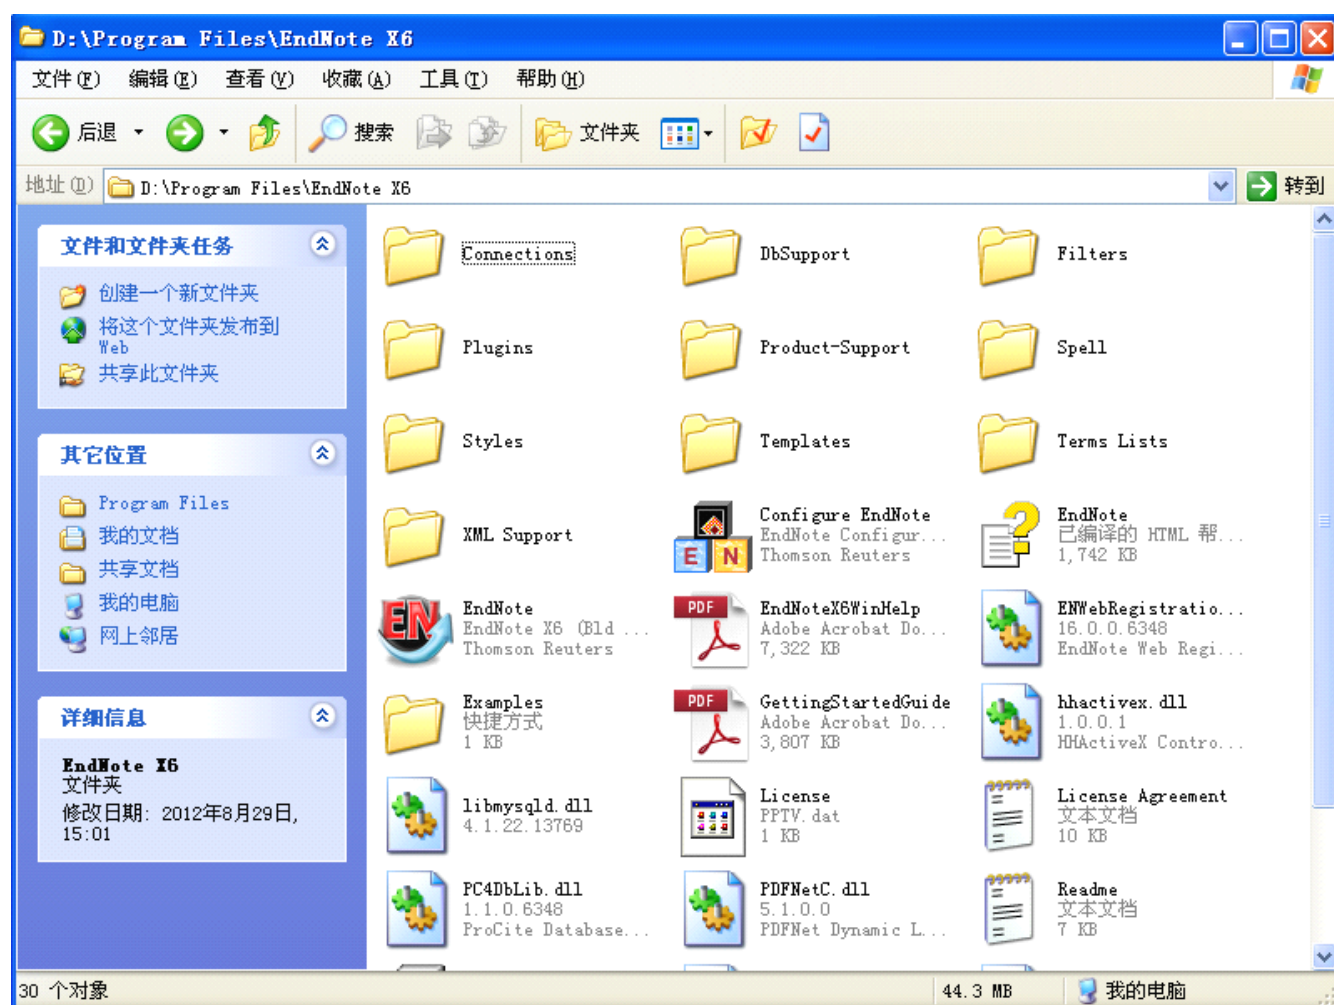 D:\Program Files\EndNote X6
文件(F) 编辑(E) 查看(V) 收藏(A) 工具(T) 帮助(H)
后退 搜索 文件夹
地址(D) D:\Program Files\EndNote X6 转到
文件和文件夹任务
创建一个新文件夹
将这个文件夹发布到
Web
共享此文件夹
其它位置
Program Files
我的文档
共享文档
我的电脑
网上邻居
详细信息
EndNote X6
文件夹
修改日期: 2012年8月29日,
15:01
Connections
DbSupport
Filters
Plugins
Product-Support
Spell
Styles
Templates
Terms Lists
XML Support
Configure EndNote
EndNote Configur...
Thomson Reuters
EndNote
已编译的 HTML 帮...
1,742 KB
EndNote
EndNote X6 (Bld ...
Thomson Reuters
PDF
EndNoteX6WinHelp
Adobe Acrobat Do...
7,322 KB
ENWebRegistratio...
16.0.0.6348
EndNote Web Regi...
Examples
快捷方式
1 KB
PDF
GettingStartedGuide
Adobe Acrobat Do...
3,807 KB
hhactivex.dll
1.0.0.1
HHActiveX Contro...
libmysqld.dll
4.1.22.13769
License
PPTV.dat
1 KB
License Agreement
文本文档
10 KB
PC4DbLib.dll
1.1.0.6348
ProCite Database...
PDFNetC.dll
5.1.0.0
PDFNet Dynamic L...
Readme
文本文档
7 KB
30 个对象 44.3 MB 我的电脑